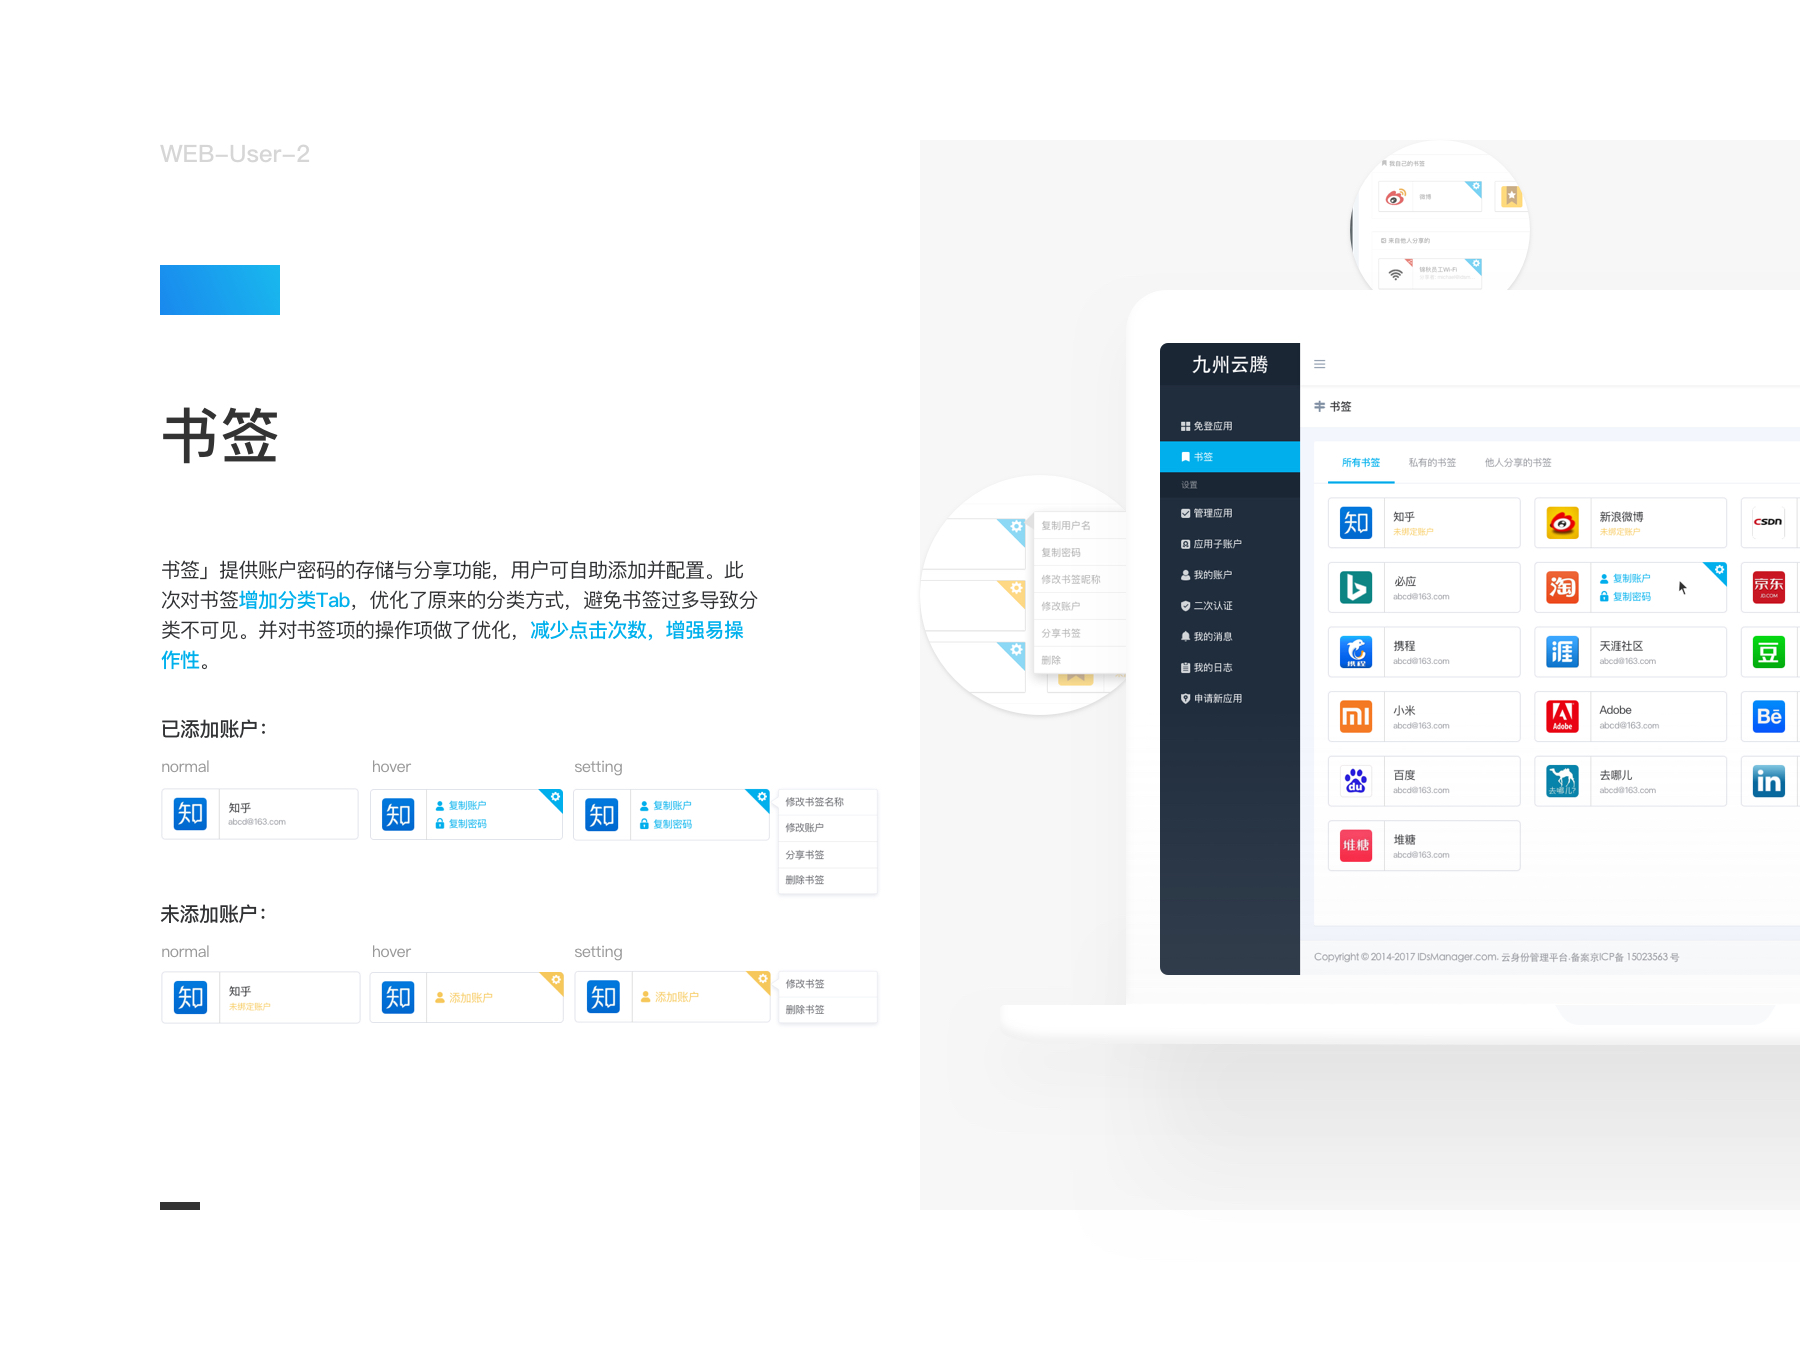 WEB-User-2
书签
书签」提供账户密码的存储与分享功能，用户可自助添加并配置。此
次对书签增加分类Tab，优化了原来的分类方式，避免书签过多导致分
类不可见。并对书签项的操作项做了优化，减少点击次数，增强易操
作性。
已添加账户：
normal
hover
setting
知
知乎
abcd@163.com
知
复制账户
复制密码
知
复制账户
复制密码
修改书签名称
修改账户
分享书签
删除书签
未添加账户：
normal
hover
setting
知
知乎
未绑定账户
知
添加账户
知
添加账户
修改书签
删除书签
我自己的书签
微博
来自他人分享的
复制用户名
复制密码
修改书签昵称
修改账户
分享书签
删除
九州云腾
免登应用
书签
设置
管理应用
应用子账户
我的账户
二次认证
我的消息
我的日志
申请新应用
书签
所有书签
私有的书签
他人分享的书签
知
知乎
未绑定账户
新浪微博
未绑定账户
CSDN
必应
abcd@163.com
淘
复制账户
复制密码
京东
JD.COM
携程
携程
abcd@163.com
涯
天涯社区
abcd@163.com
豆
mi
小米
abcd@163.com
Adobe
Adobe
abcd@163.com
Bē
du
百度
abcd@163.com
去哪儿?
去哪儿
abcd@163.com
in
堆糖
堆糖
abcd@163.com
Copyright © 2014-2017 IDsManager.com. 云身份管理平台.备案京ICP备 15023563 号